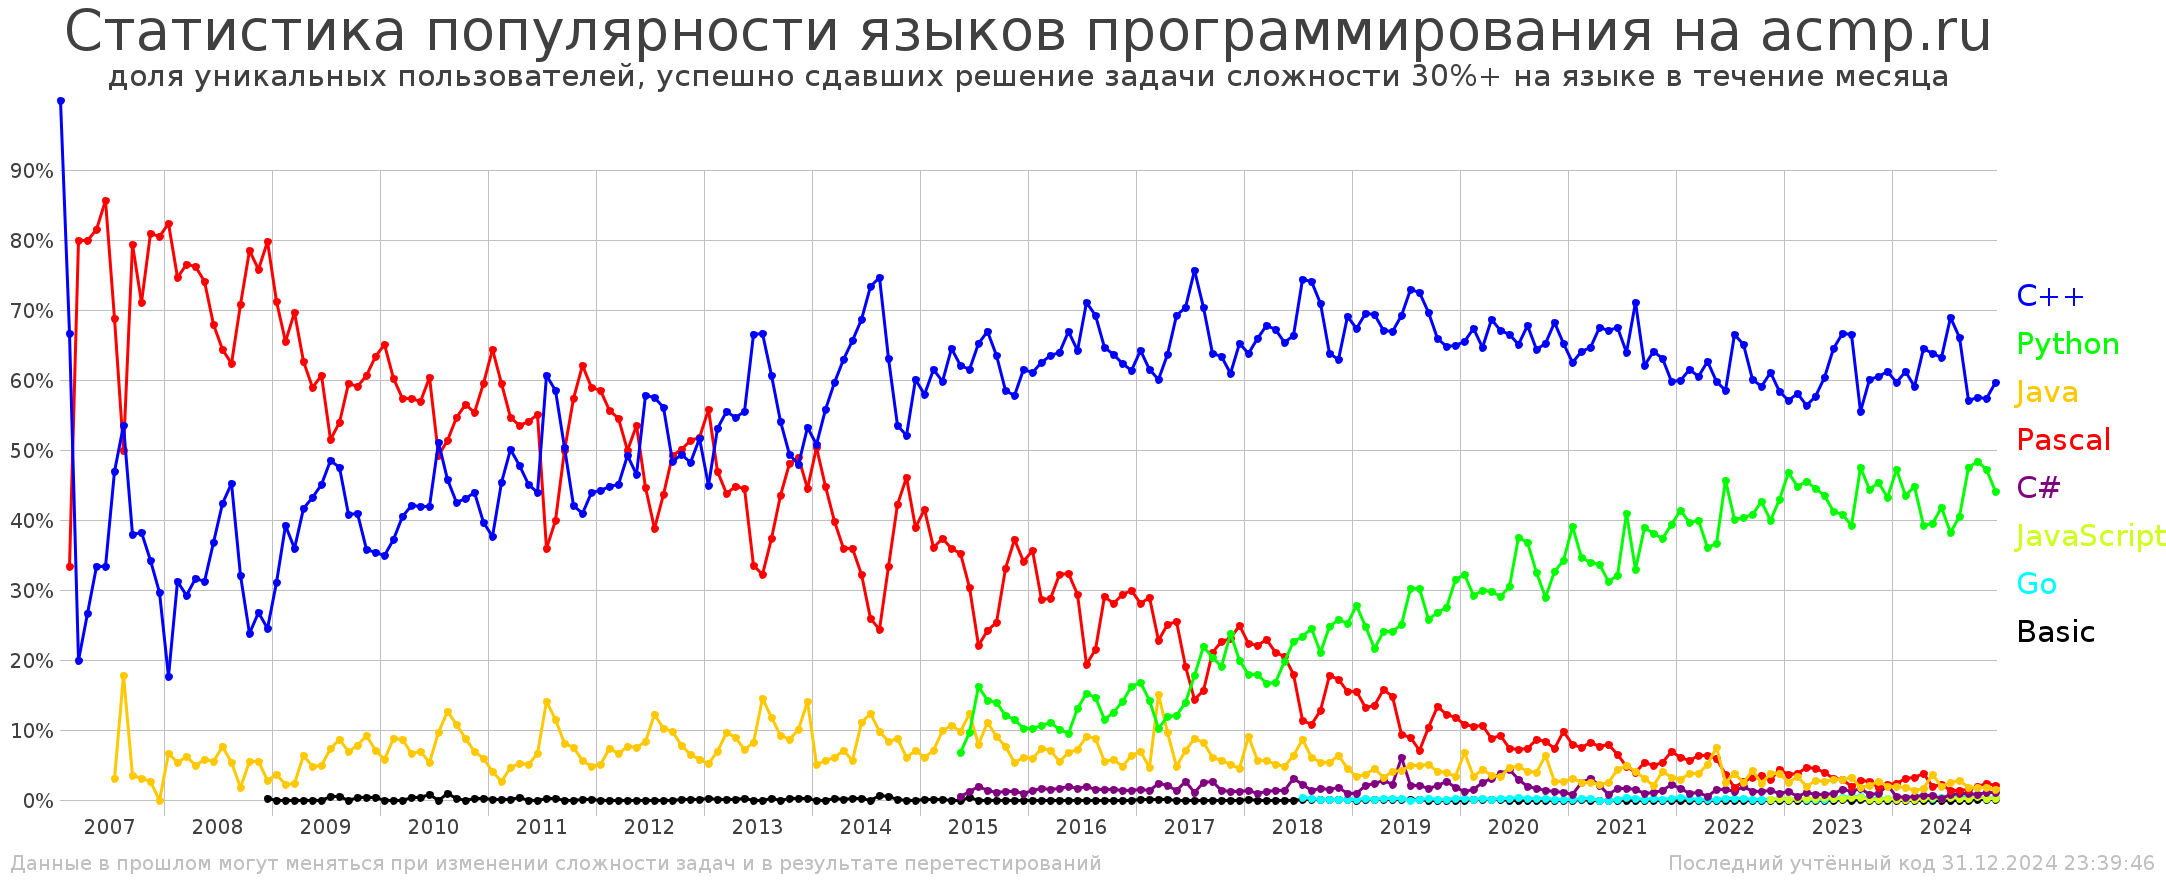 Статистика популярности языков программирования на acmp.ru
доля уникальных пользователей, успешно сдавших решение задачи сложности 30%+ на языке в течение месяца
90%
80%
70%
60%
50%
40%
30%
20%
10%
0%
C++
Python
Java
Pascal
C#
JavaScript
Go
Basic
2007 2008 2009 2010 2011 2012 2013 2014 2015 2016 2017 2018 2019 2020 2021 2022 2023 2024
Данные в прошлом могут меняться при изменении сложности задач и в результате перетестирований
Последний учтённый код 31.12.2024 23:39:46